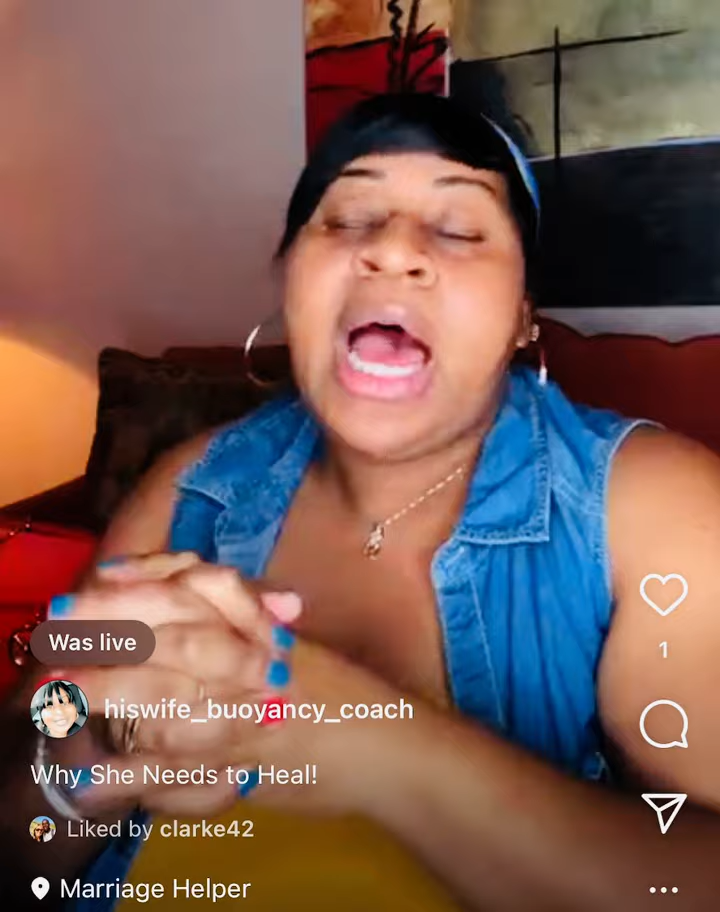 Was live
hiswife_buoyancy_coach
1
Why She Needs to Heal!
Liked by clarke42
Marriage Helper